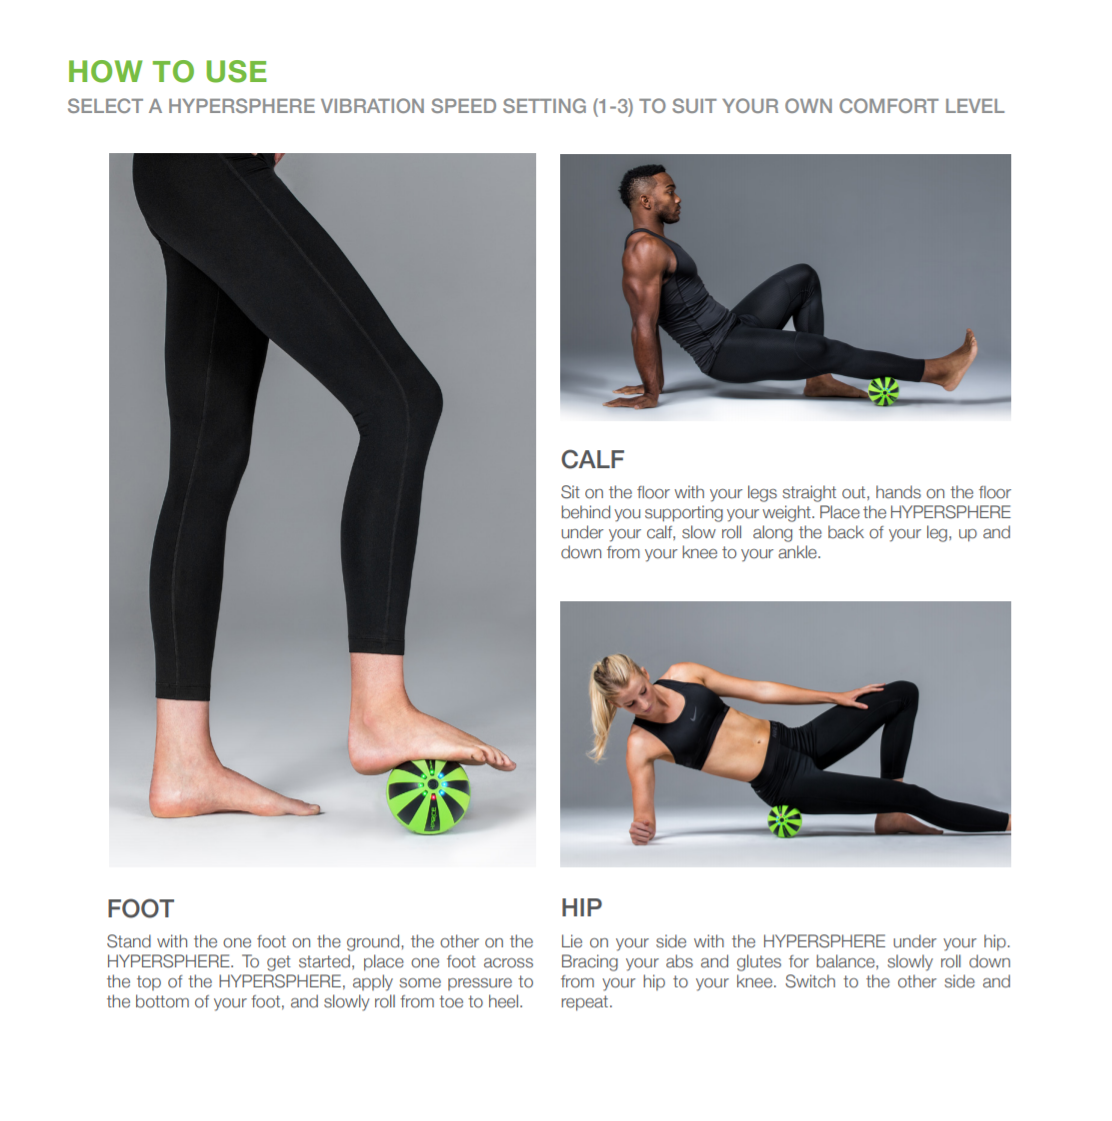 HOW TO USE
SELECT A HYPERSPHERE VIBRATION SPEED SETTING (1-3) TO SUIT YOUR OWN COMFORT LEVEL
CALF
Sit on the floor with your legs straight out, hands on the floor
behind you supporting your weight. Place the HYPERSPHERE
under your calf, slow roll along the back of your leg, up and
down from your knee to your ankle.
FOOT
Stand with the one foot on the ground, the other on the
HYPERSPHERE. To get started, place one foot across
the top of the HYPERSPHERE, apply some pressure to
the bottom of your foot, and slowly roll from toe to heel.
HIP
Lie on your side with the HYPERSPHERE under your hip.
Bracing your abs and glutes for balance, slowly roll down
from your hip to your knee. Switch to the other side and
repeat.